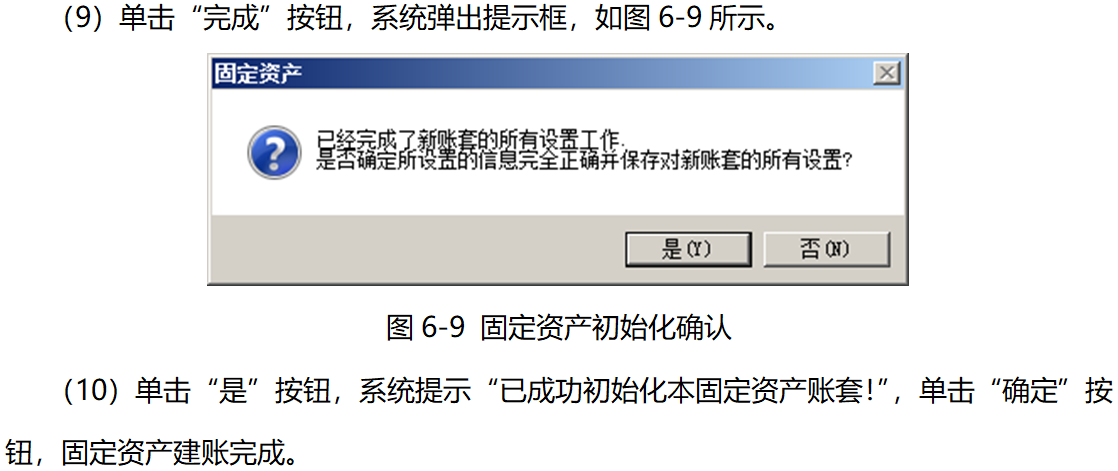 （9）单击“完成”按钮，系统弹出提示框，如图 6-9 所示。
固定资产
已经完成了新账套的所有设置工作.
是否确定所设置的信息完全正确并保存对新账套的所有设置?
是(Y)
否(N)
图 6-9 固定资产初始化确认
（10）单击“是”按钮，系统提示“已成功初始化本固定资产账套！”，单击“确定”按
钮，固定资产建账完成。